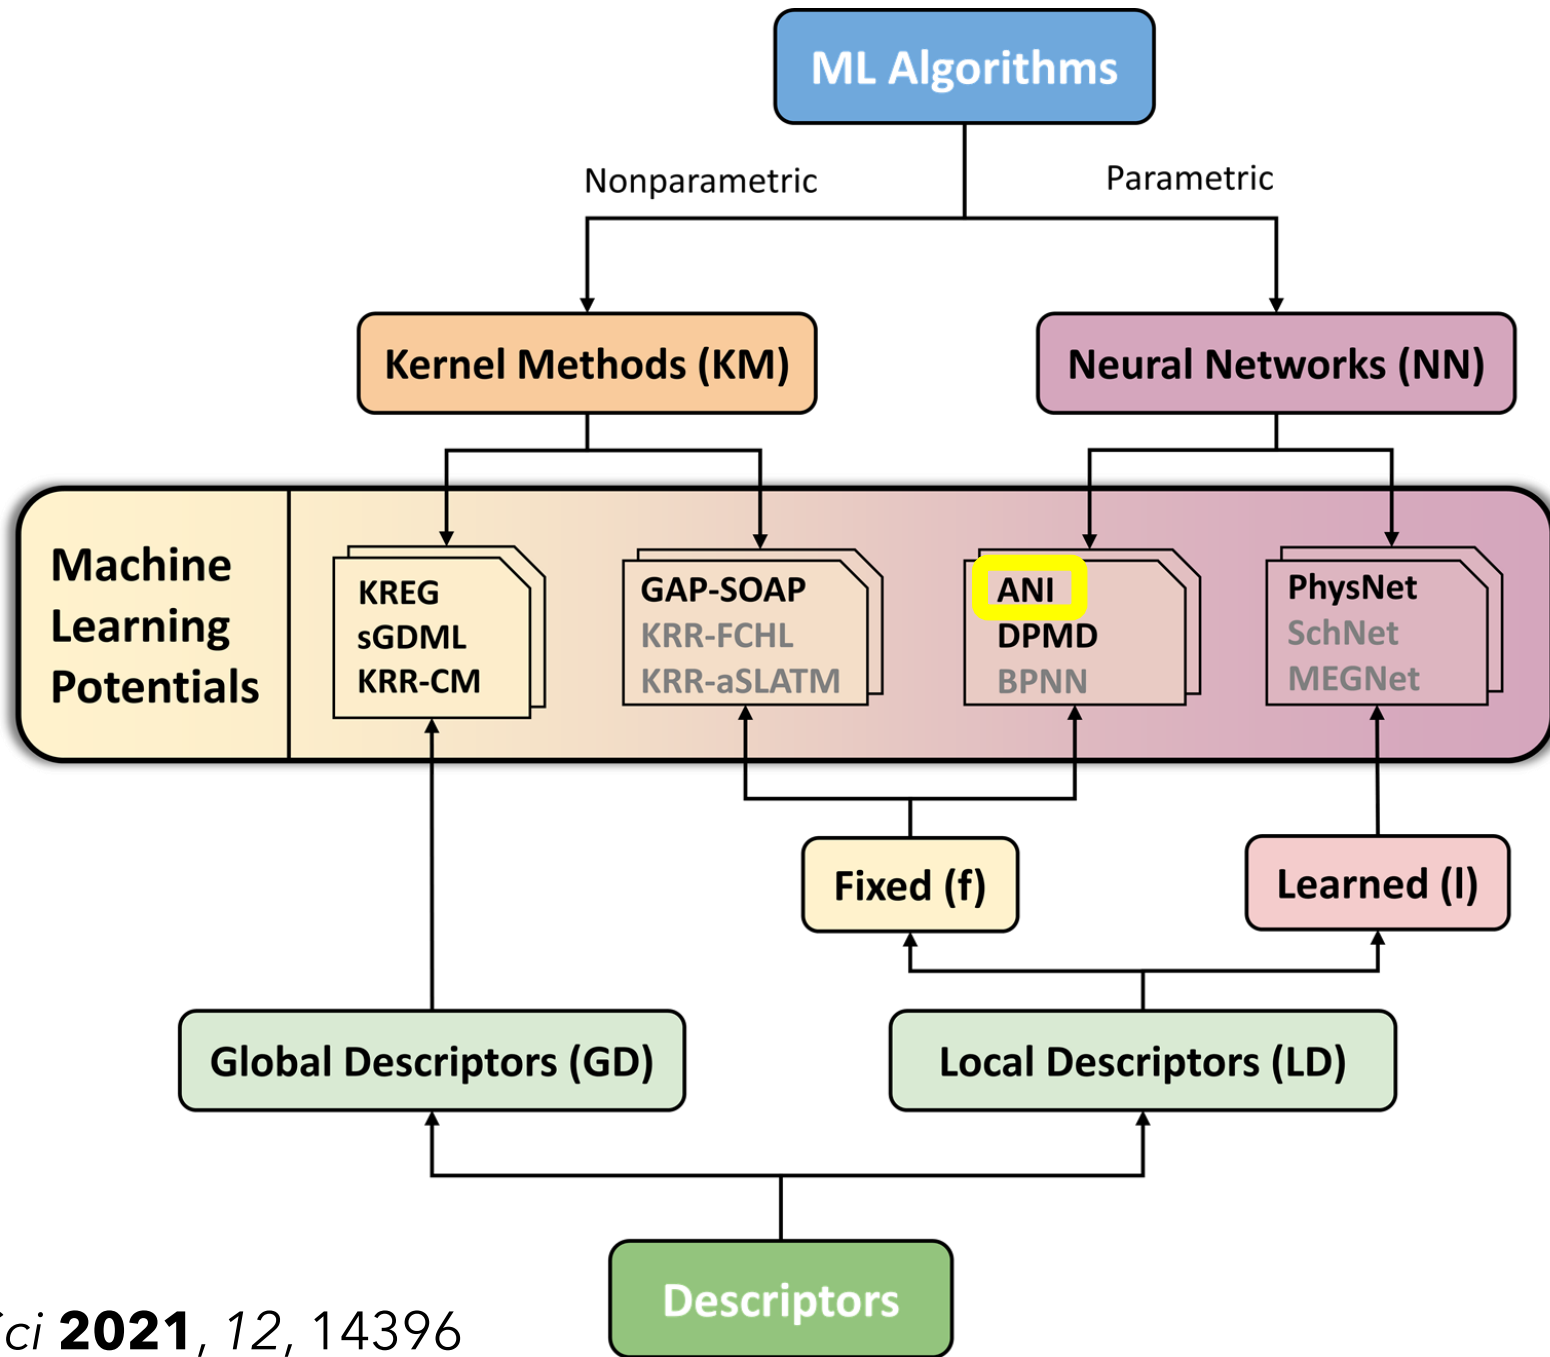 ML Algorithms
Nonparametric
Parametric
Kernel Methods (KM)
Neural Networks (NN)
Machine
Learning
Potentials
KREG
sGDML
KRR-CM
GAP-SOAP
KRR-FCHL
KRR-aSLATM
ANI
DPMD
BPNN
PhysNet
SchNet
MEGNet
Fixed (f)
Learned (l)
Global Descriptors (GD)
Local Descriptors (LD)
Descriptors
ci 2021, 12, 14396